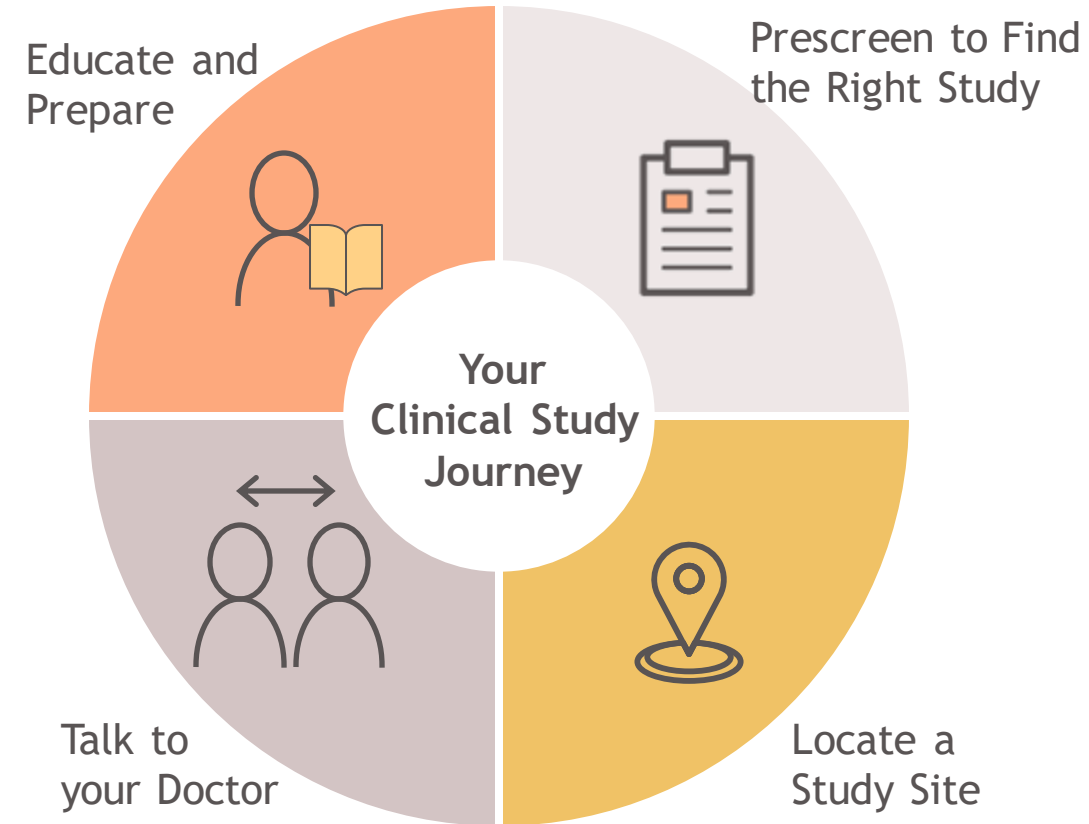 Educate and
Prepare
Prescreen to Find
the Right Study
Your
Clinical Study
Journey
Talk to
your Doctor
Locate a
Study Site